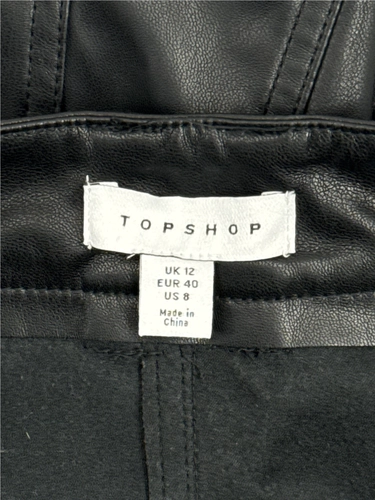 TOPSHOP
UK 12
EUR 40
US 8
Made in
China